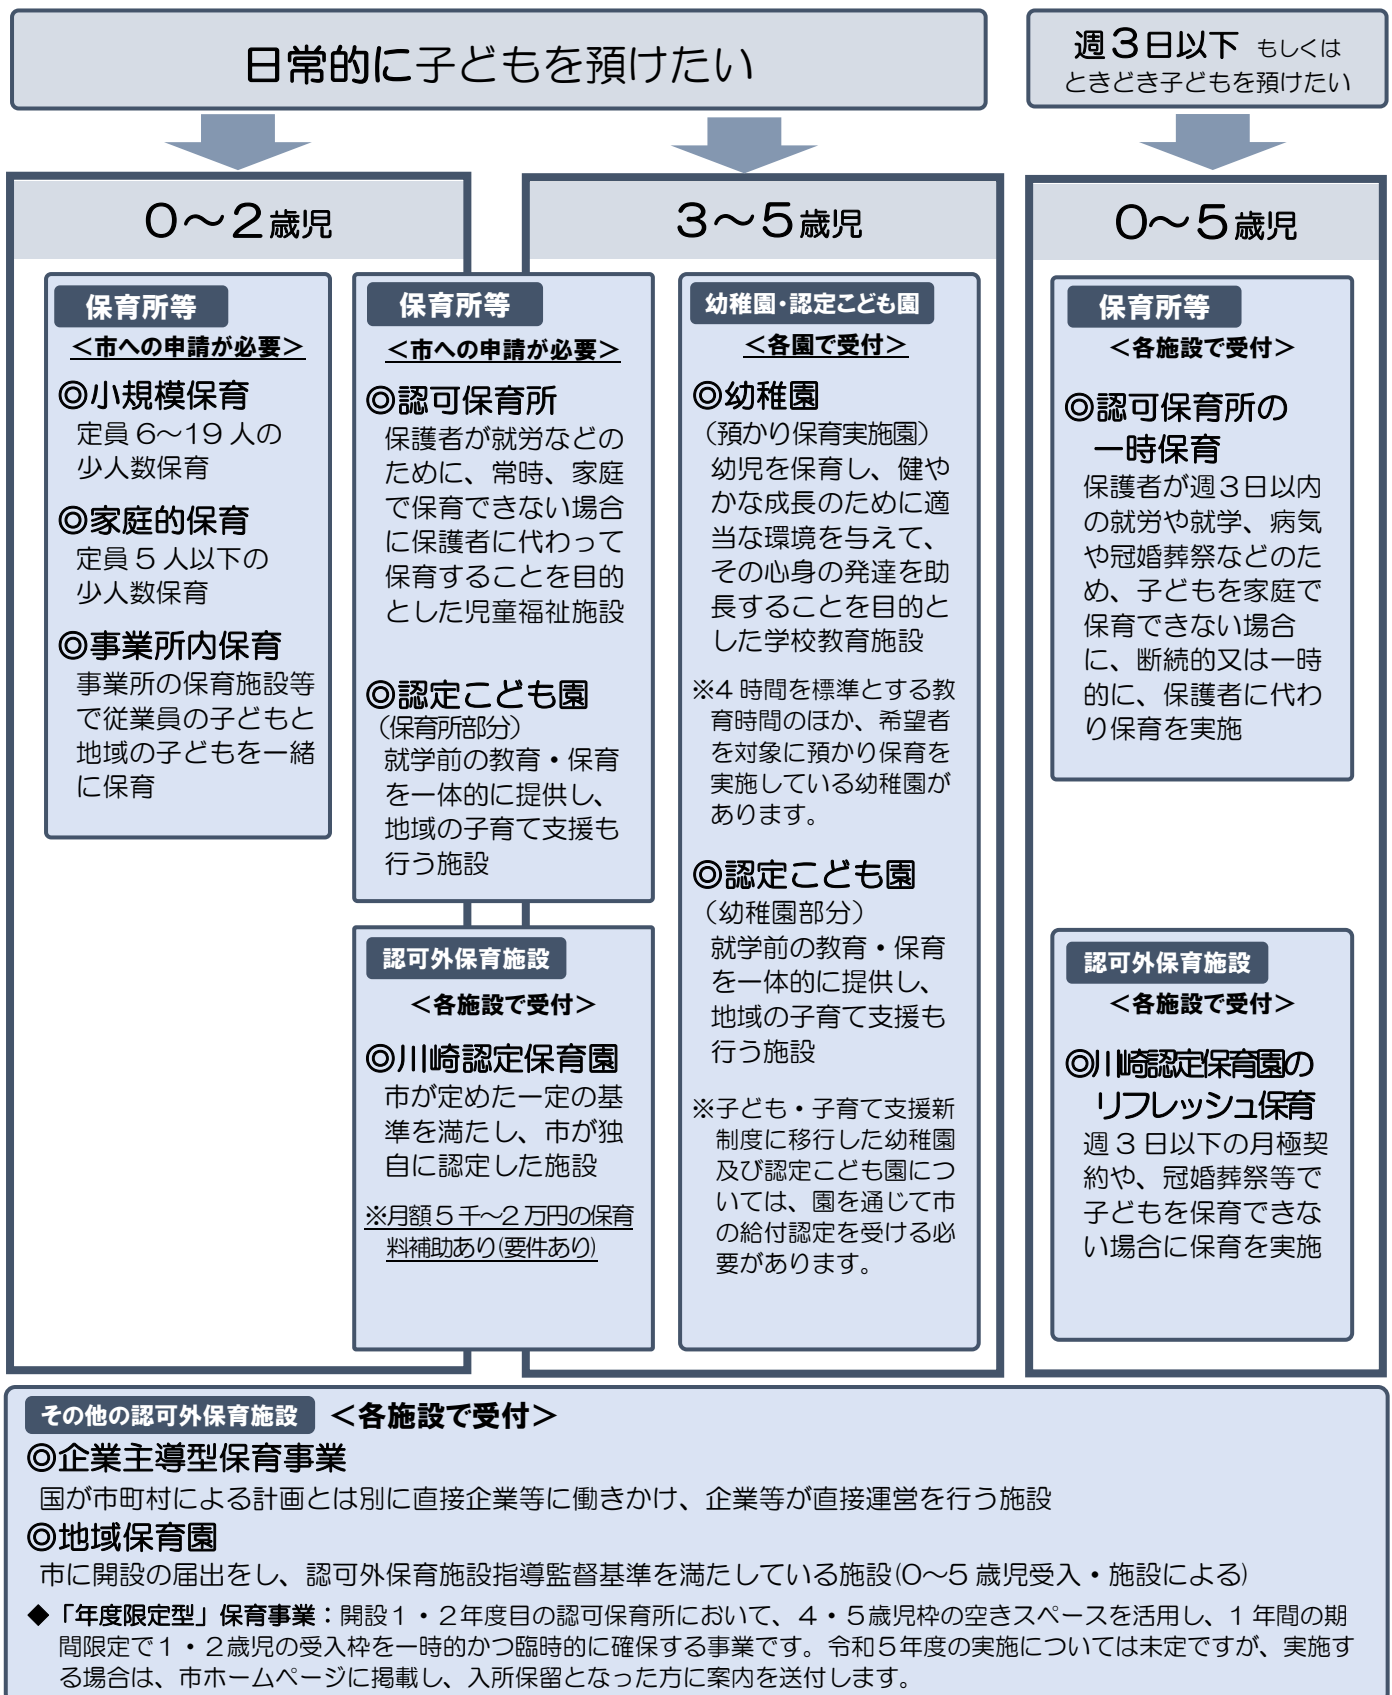 日常的に子どもを預けたい
週3日以下 もしくは
ときどき子どもを預けたい
0～2歳児
保育所等
＜市への申請が必要＞
◎小規模保育
定員6～19人の
少人数保育
◎家庭的保育
定員5人以下の
少人数保育
◎事業所内保育
事業所の保育施設等
で従業員の子どもと
地域の子どもを一緒
に保育
保育所等
＜市への申請が必要＞
◎認可保育所
保護者が就労などの
ために、常時、家庭
で保育できない場合
に保護者に代わって
保育することを目的
とした児童福祉施設
◎認定こども園
（保育所部分）
就学前の教育・保育
を一体的に提供し、
地域の子育て支援も
行う施設
認可外保育施設
＜各施設で受付＞
◎川崎認定保育園
市が定めた一定の基
準を満たし、市が独
自に認定した施設
※月額5千～2万円の保育
料補助あり(要件あり)
3～5歳児
幼稚園・認定こども園
＜各園で受付＞
◎幼稚園
（預かり保育実施園）
幼児を保育し、健や
かな成長のために適
当な環境を与えて、
その心身の発達を助
長することを目的と
した学校教育施設
※4時間を標準とする教
育時間のほか、希望者
を対象に預かり保育を
実施している幼稚園が
あります。
◎認定こども園
（幼稚園部分）
就学前の教育・保育
を一体的に提供し、
地域の子育て支援も
行う施設
※子ども・子育て支援新
制度に移行した幼稚園
及び認定こども園につ
いては、園を通じて市
の給付認定を受ける必
要があります。
0～5歳児
保育所等
＜各施設で受付＞
◎認可保育所の
一時保育
保護者が週3日以内
の就労や就学、病気
や冠婚葬祭などのた
め、子どもを家庭で
保育できない場合
に、断続的又は一時
的に、保護者に代わ
り保育を実施
認可外保育施設
＜各施設で受付＞
◎川崎認定保育園の
リフレッシュ保育
週3日以下の月極契
約や、冠婚葬祭等で
子どもを保育できな
い場合に保育を実施
その他の認可外保育施設 ＜各施設で受付＞
◎企業主導型保育事業
国が市町村による計画とは別に直接企業等に働きかけ、企業等が直接運営を行う施設
◎地域保育園
市に開設の届出をし、認可外保育施設指導監督基準を満たしている施設(0～5歳児受入・施設による)
◆「年度限定型」保育事業：開設1・2年度目の認可保育所において、4・5歳児枠の空きスペースを活用し、1年間の期
間限定で1・2歳児の受入枠を一時的かつ臨時的に確保する事業です。令和5年度の実施については未定ですが、実施す
る場合は、市ホームページに掲載し、入所保留となった方に案内を送付します。